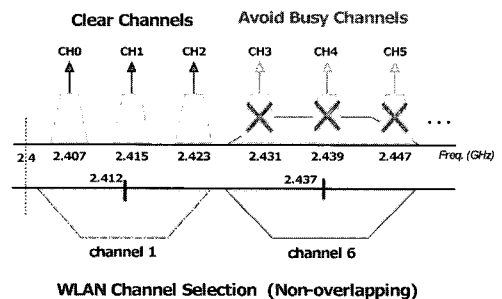 Clear Channels Avoid Busy Channels
CH0 CH1 CH2 CH3 CH4 CH5
...
2.4 2.407 2.415 2.423 2.431 2.439 2.447 Freq. (GHz)
2.412 2.437
channel 1 channel 6
WLAN Channel Selection (Non-overlapping)